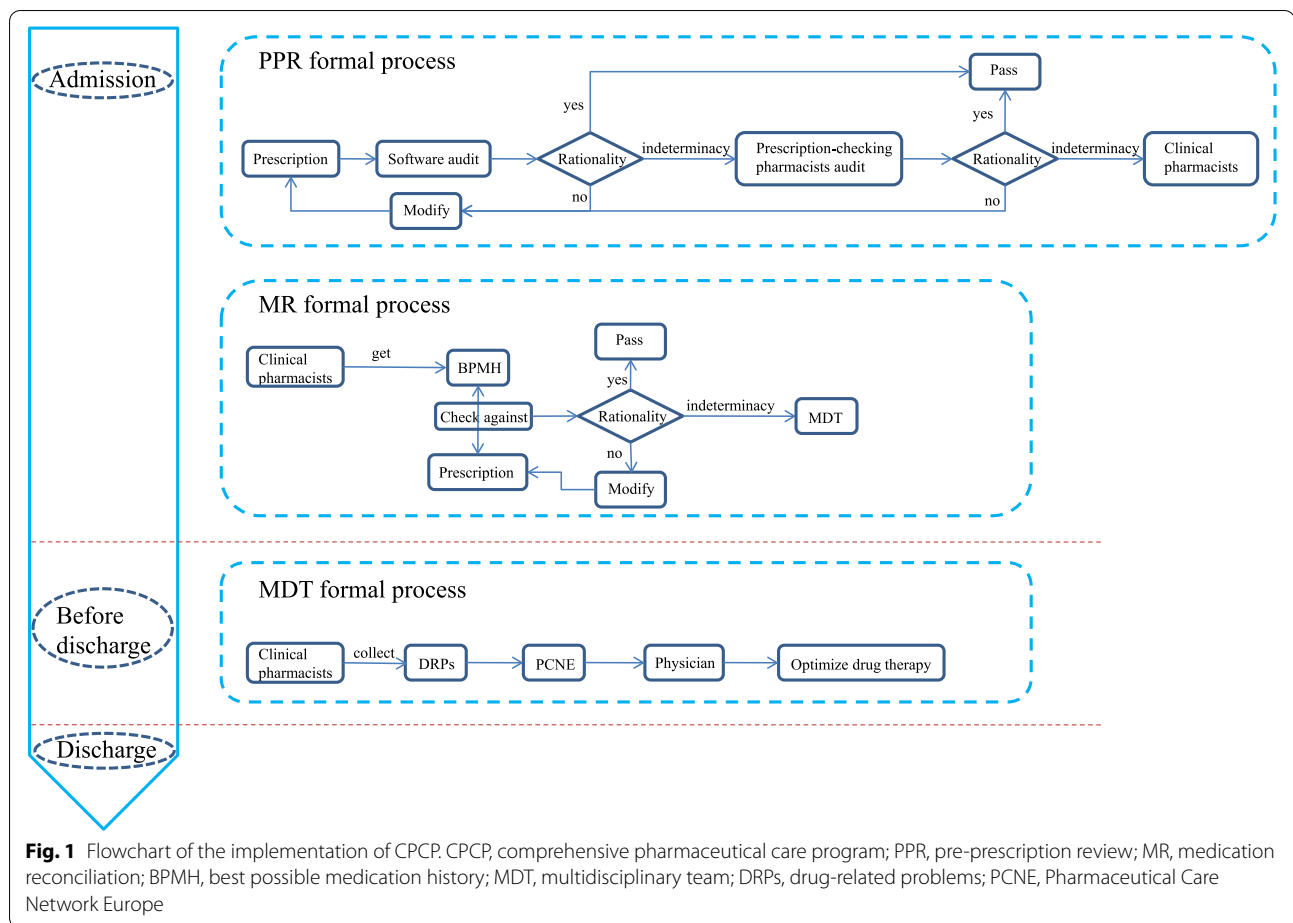 Admission
PPR formal process
Pass
yes
yes
Prescription
Software audit
Rationality
indeterminacy
Prescription-checking
pharmacists audit
Rationality
indeterminacy
Clinical
pharmacists
no
no
Modify
MR formal process
Clinical
pharmacists
get
BPMH
Pass
yes
Check against
Rationality
indeterminacy
MDT
no
Prescription
Modify
Before
discharge
MDT formal process
Clinical
pharmacists
collect
DRPs
PCNE
Physician
Optimize drug therapy
Discharge
Fig. 1 Flowchart of the implementation of CPCP. CPCP, comprehensive pharmaceutical care program; PPR, pre-prescription review; MR, medication
reconciliation; BPMH, best possible medication history; MDT, multidisciplinary team; DRPs, drug-related problems; PCNE, Pharmaceutical Care
Network Europe